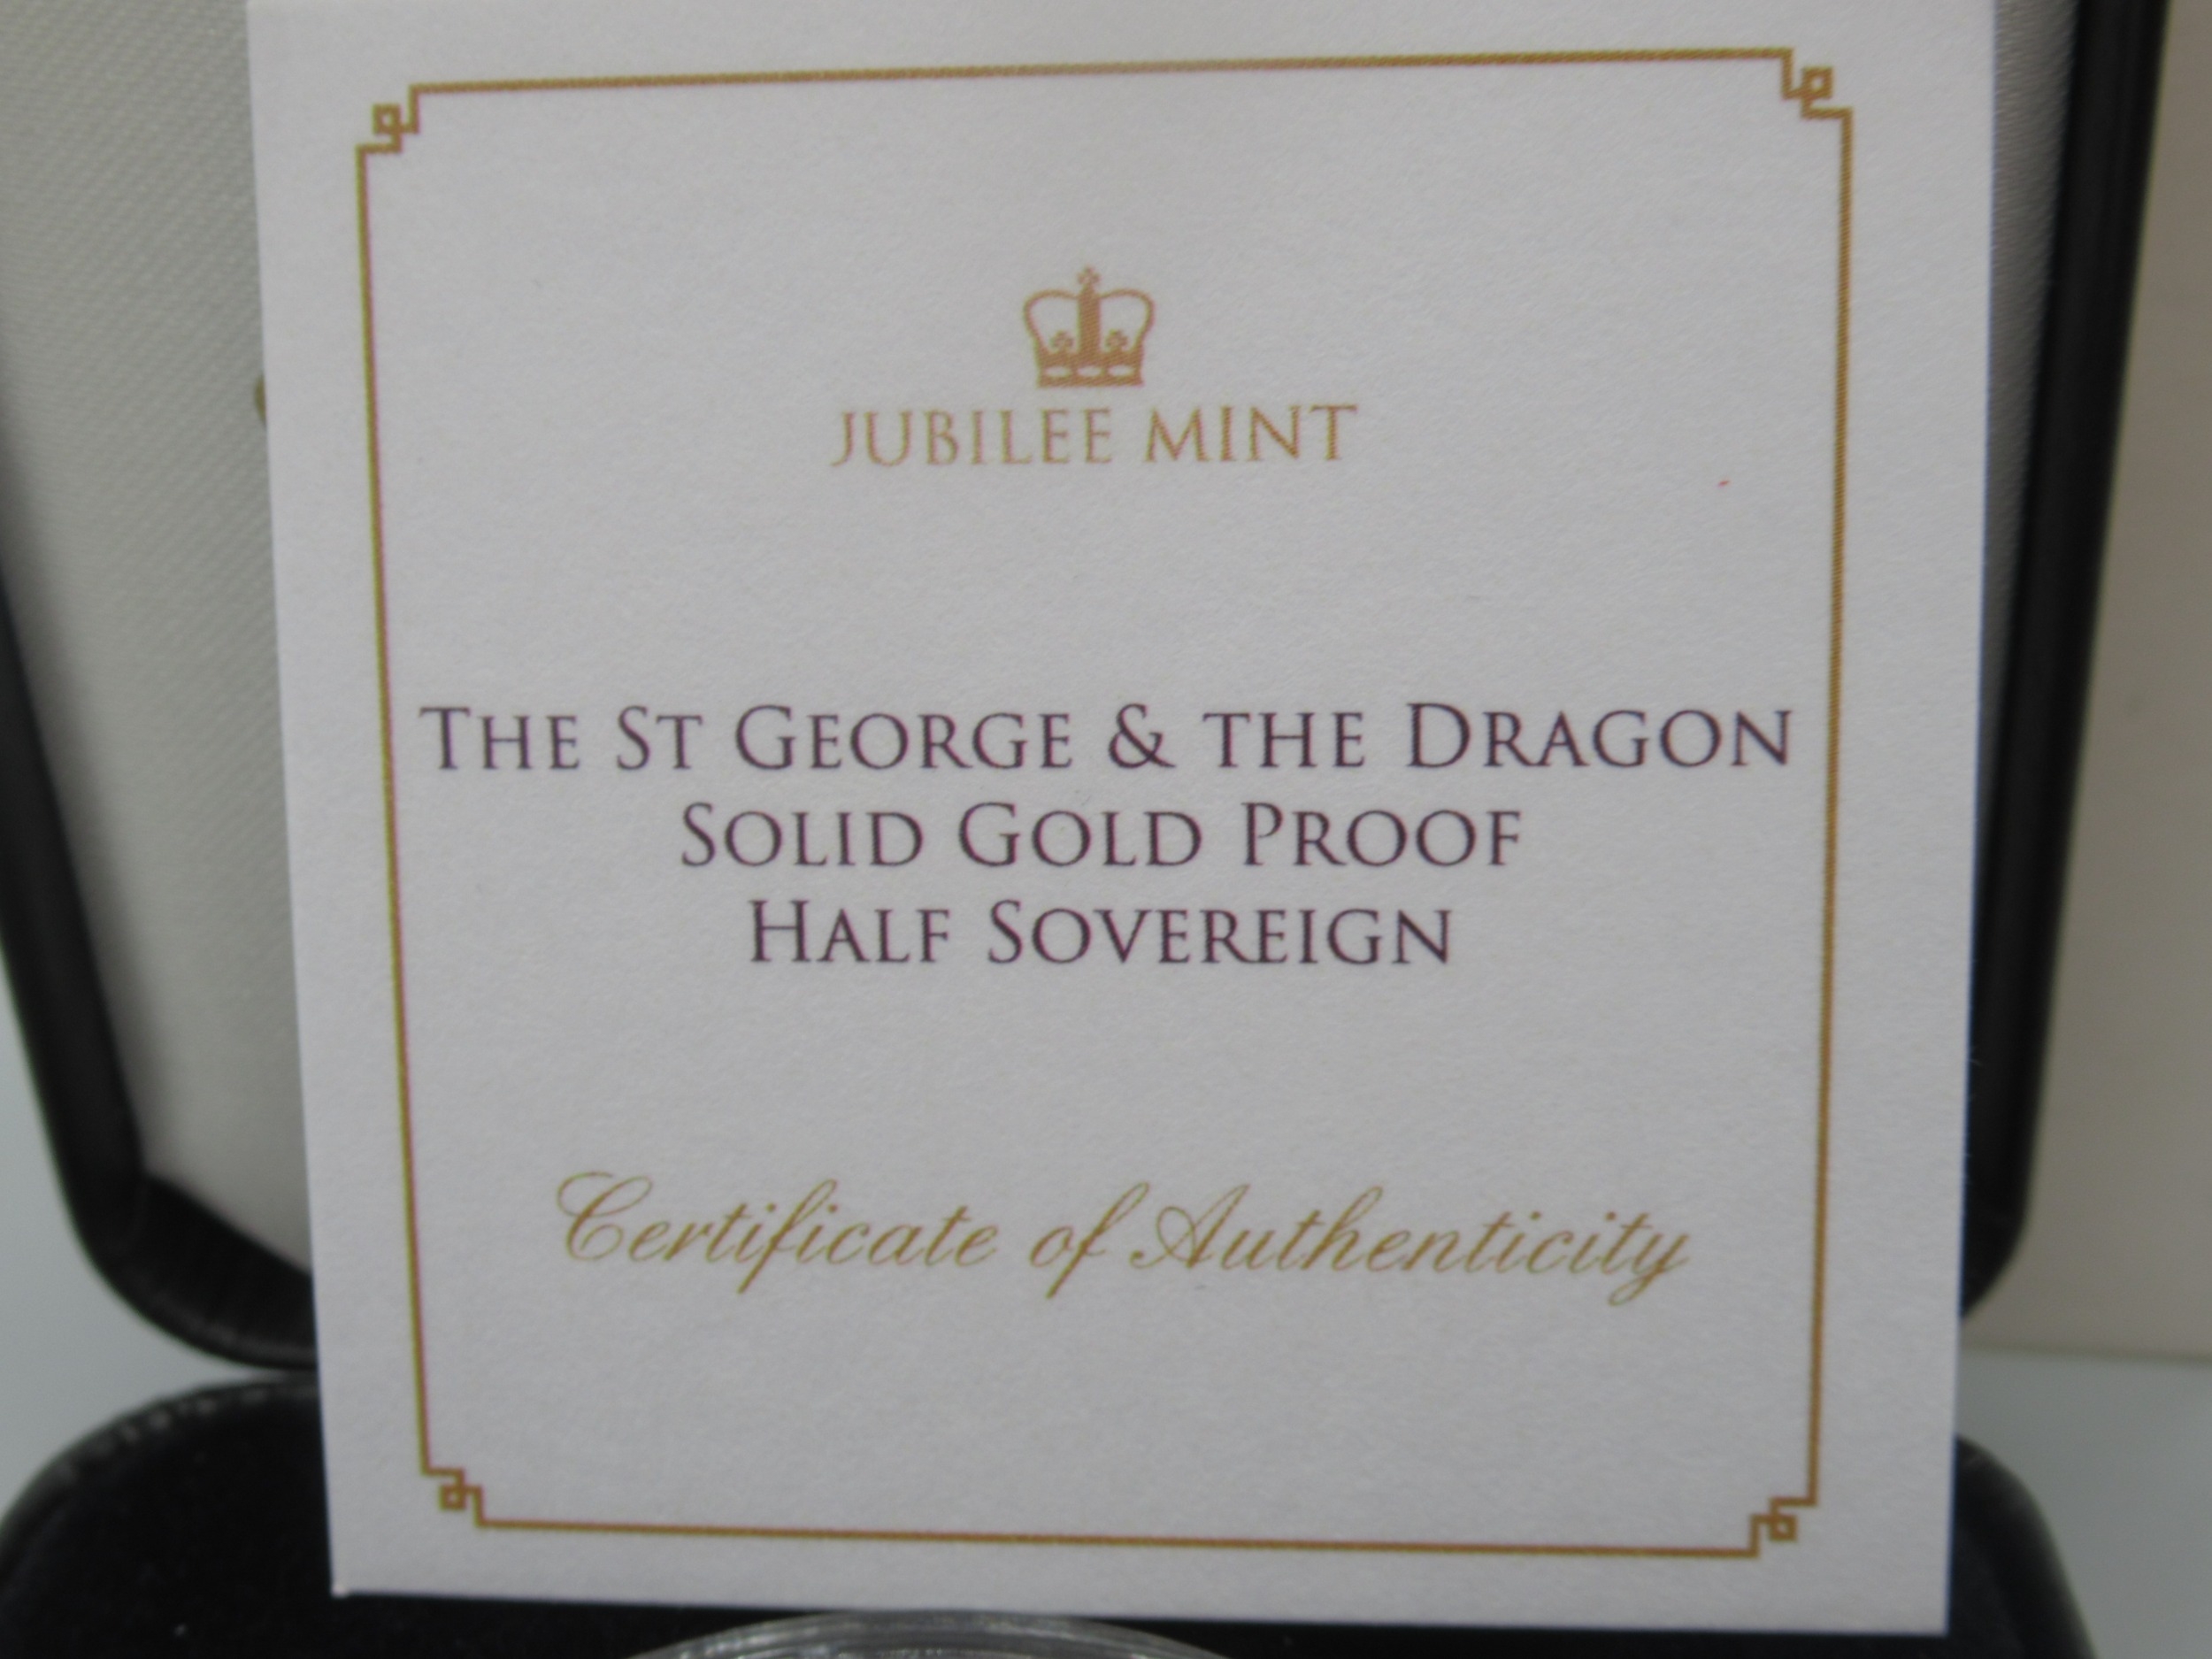 JUBILEE MINT
THE ST GEORGE & THE DRAGON
SOLID GOLD PROOF
HALF SOVEREIGN
Certificate of Authenticity